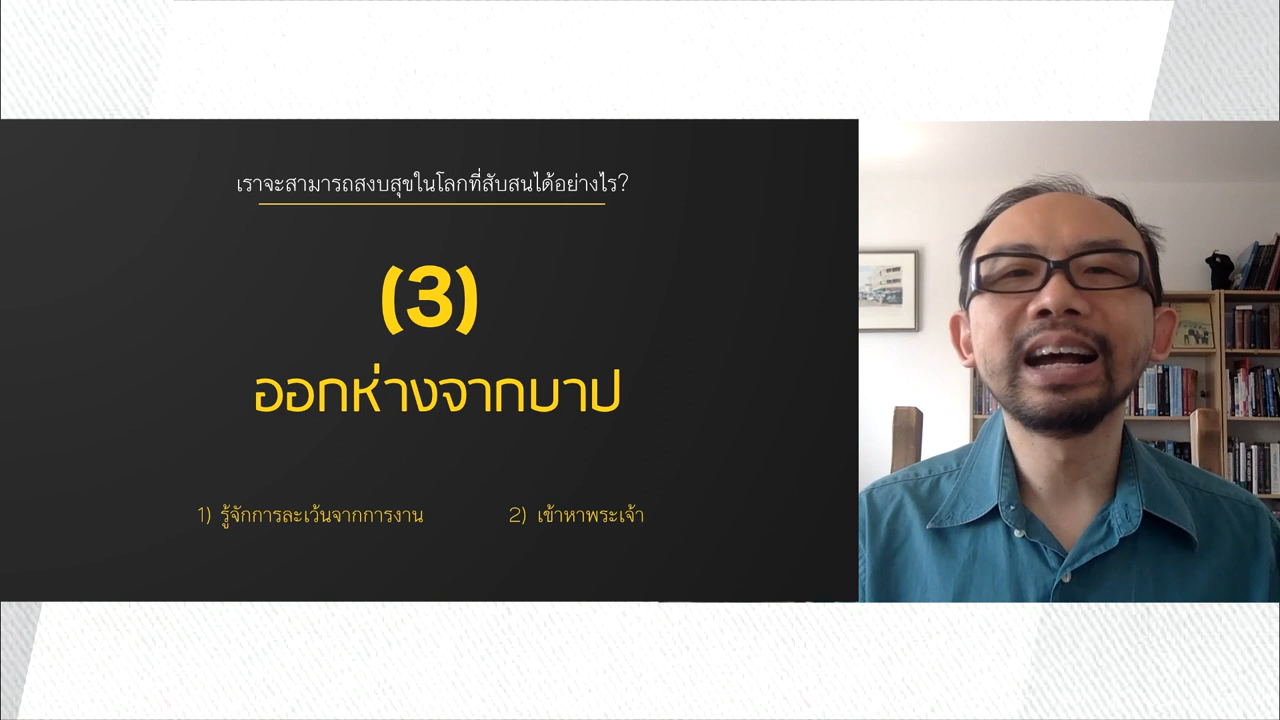 เราจะสามารถสงบสุขในโลกที่สับสนได้อย่างไร?
(3)
ออกห่างจากบาป
1) รู้จักการละเว้นจากการงาน
2) เข้าหาพระเจ้า